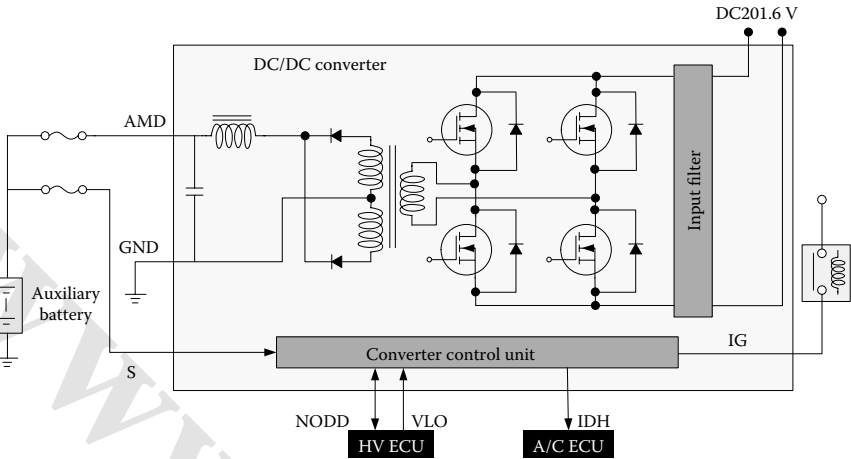 DC201.6 V
DC/DC converter
AMD
Input filter
GND
Auxiliary
battery
Converter control unit
IG
S
NODD
VLO
IDH
HV ECU
A/C ECU